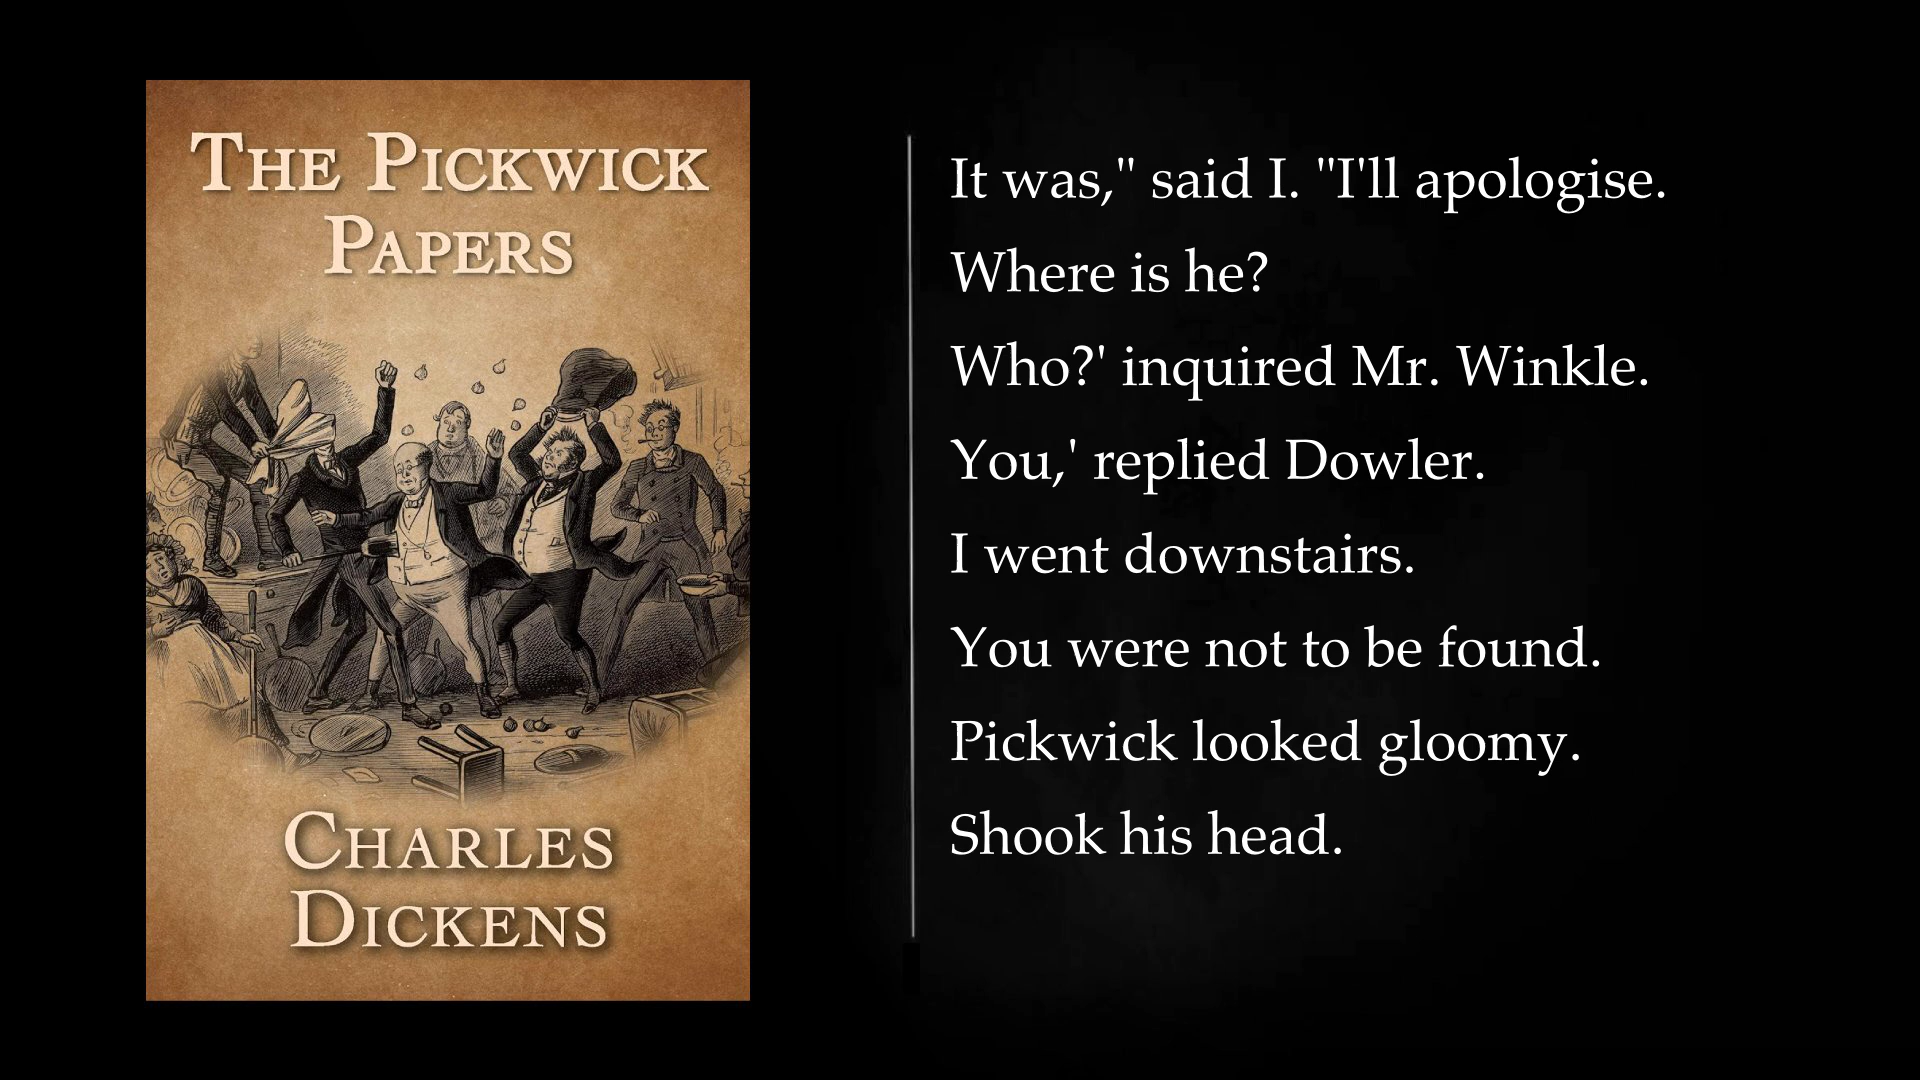 The Pickwick
Papers
Charles
Dickens
It was," said I. "I'll apologise.
Where is he?
Who?' inquired Mr. Winkle.
You,' replied Dowler.
I went downstairs.
You were not to be found.
Pickwick looked gloomy.
Shook his head.